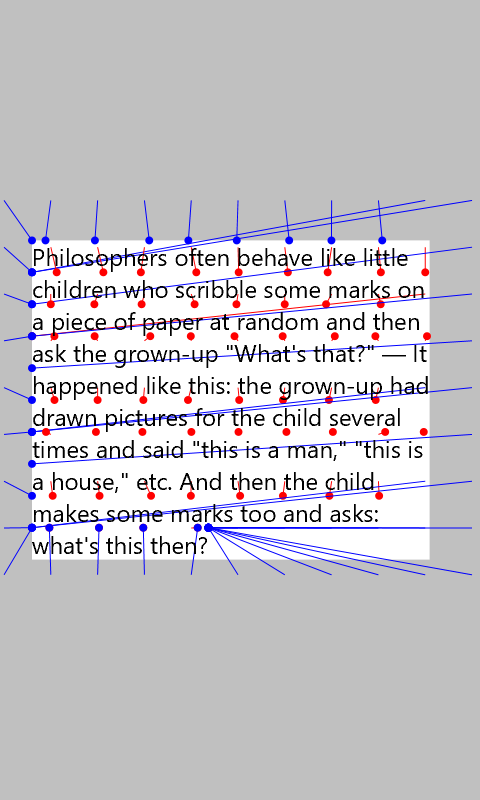 Philosophers often behave like little
children who scribble some marks on
a piece of paper at random and then
ask the grown-up "What's that?" — It
happened like this: the grown-up had
drawn pictures for the child several
times and said "this is a man," "this is
a house," etc. And then the child
makes some marks too and asks:
what's this then?